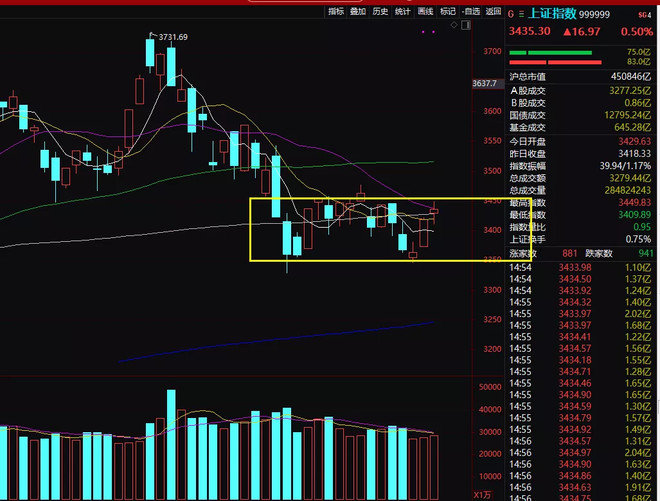 指标 叠加 历史 统计 画线 标记 -自选 返回
G 上证指数 999999 SG 4
3435.30 ▲16.97 0.50%
75.0亿
83.0亿
沪总市值 450846亿
A股成交 3277.25亿
B股成交 0.86亿
国债成交 12795.24亿
基金成交 645.28亿
今日开盘 3429.63
昨日收盘 3418.33
指数振幅 39.94/1.17%
总成交额 3279.44亿
总成交量 284824243
最高指数 3449.83
最低指数 3409.89
指数量比 0.95
上证换手 0.75%
涨家数 881 跌家数 941
14:54 3433.98 1.10亿
14:54 3433.50 1.37亿
14:54 3433.92 1.24亿
14:55 3434.32 1.40亿
14:55 3433.97 2.02亿
14:55 3433.97 1.68亿
14:55 3434.41 1.22亿
14:55 3434.57 1.56亿
14:55 3434.18 1.55亿
14:55 3434.71 1.28亿
14:55 3434.46 1.65亿
14:55 3434.90 1.65亿
14:55 3434.59 1.30亿
14:55 3434.79 1.57亿
14:55 3434.92 1.49亿
14:56 3434.57 1.31亿
14:56 3434.97 2.04亿
14:56 3434.90 1.63亿
14:56 3434.86 1.40亿
14:56 3434.63 1.91亿
14:56 3434.75 1.68亿
3731.69
3700
3637.7
3600
3550
3500
3450
3400
3350
3300
3250
3200
50000
40000
30000
20000
10000
X1万